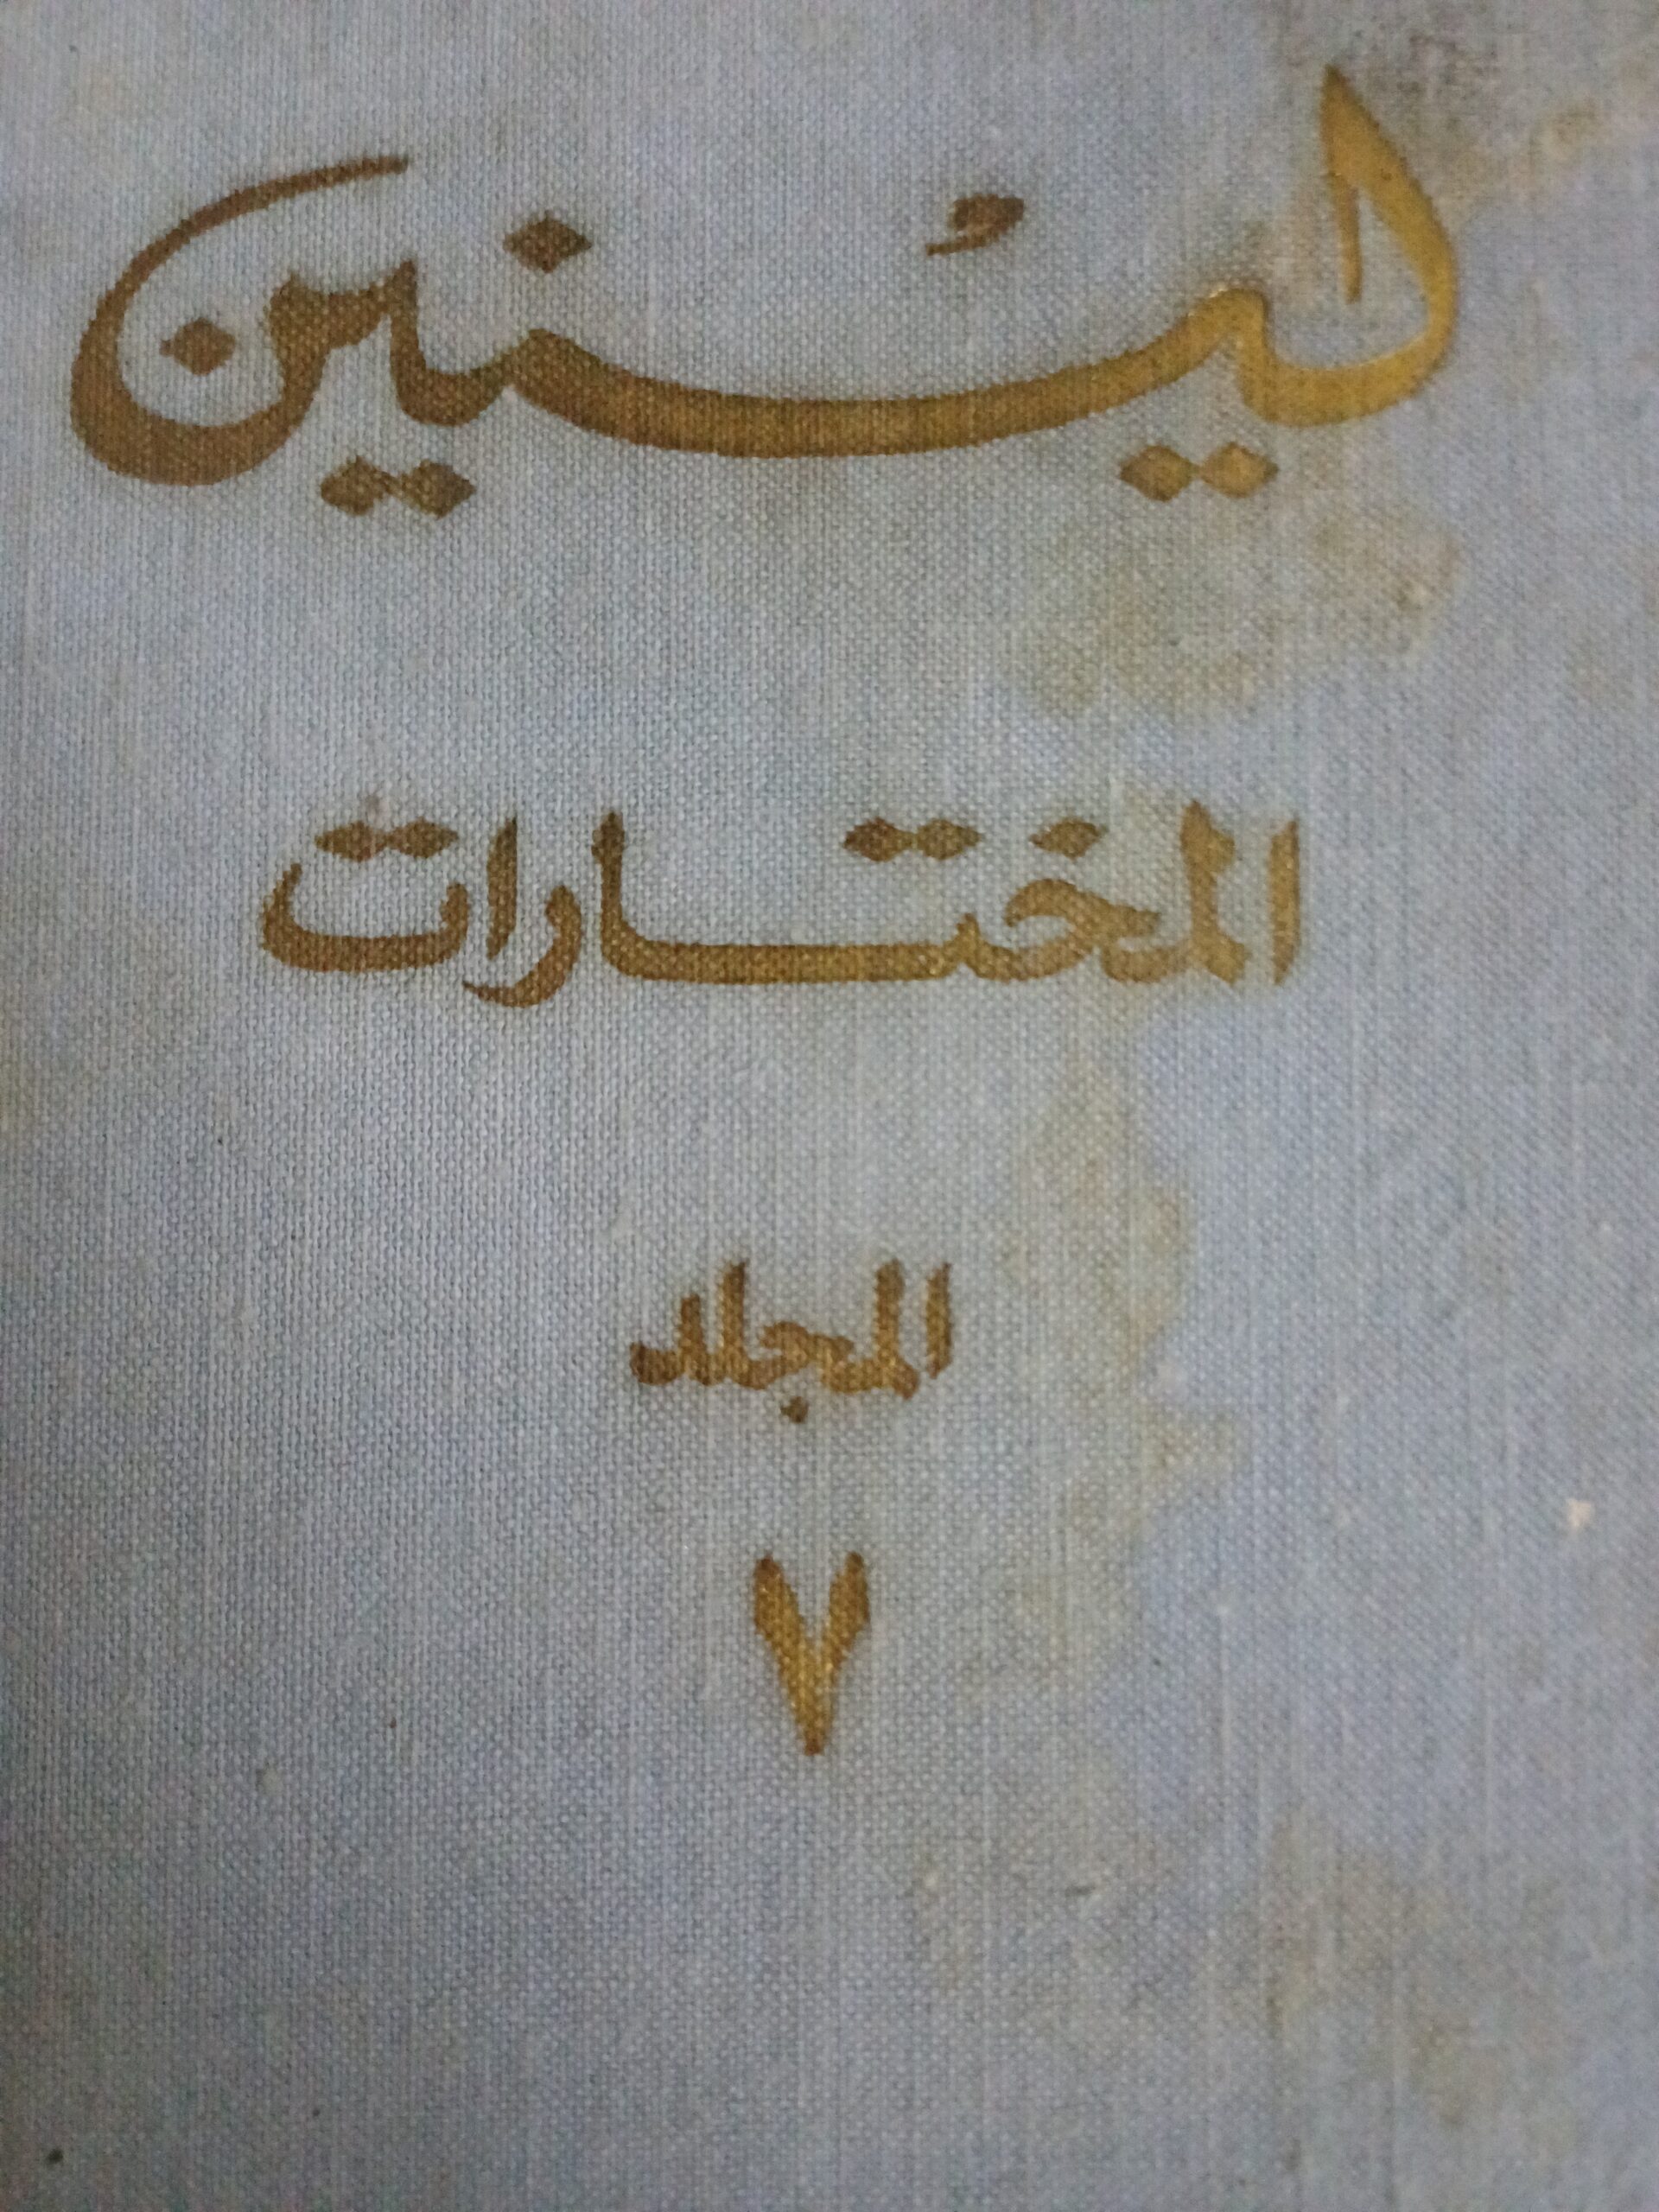 لينين
المختارات
المجلد
٧